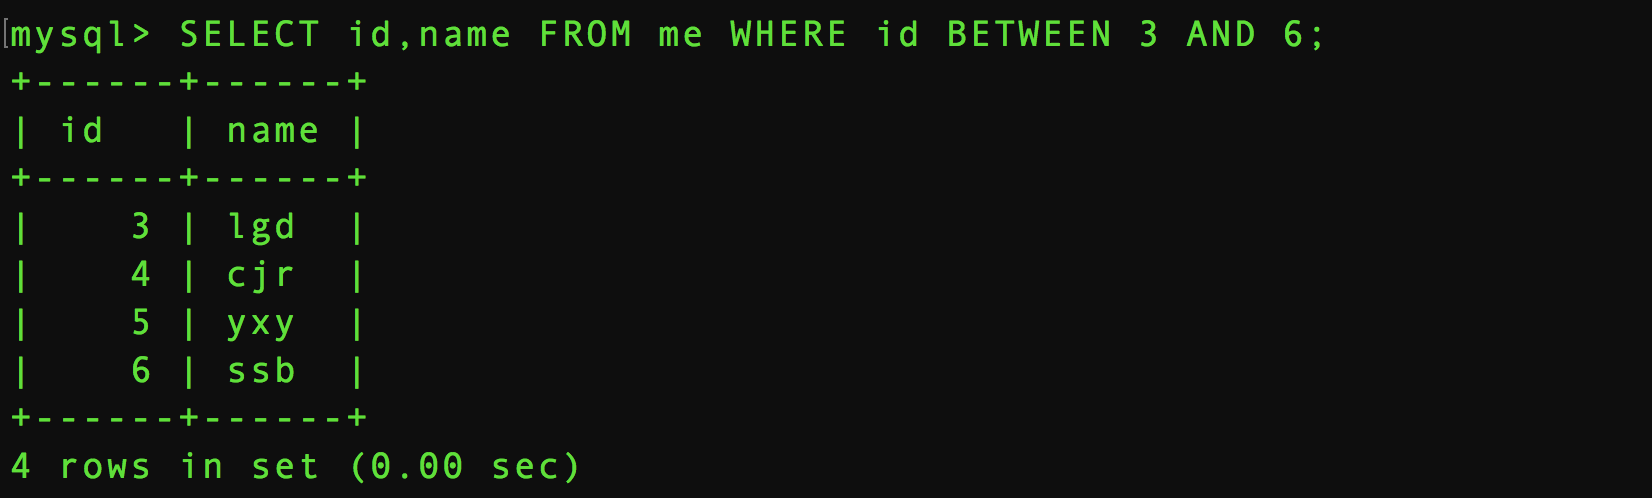 mysql> SELECT id,name FROM me WHERE id BETWEEN 3 AND 6;
+------+------+
| id   | name |
+------+------+
|    3 | lgd  |
|    4 | cjr  |
|    5 | yxy  |
|    6 | ssb  |
+------+------+
4 rows in set (0.00 sec)